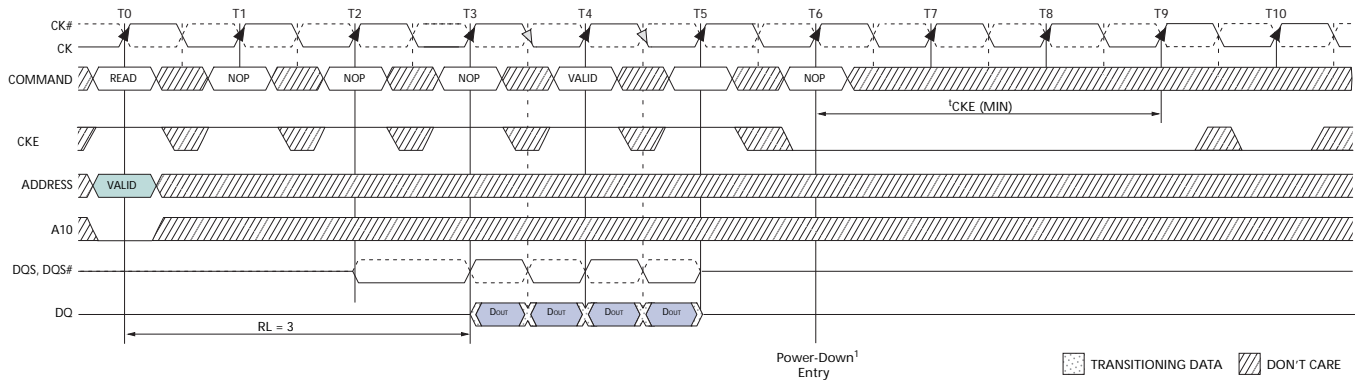 T0 T1 T2 T3 T4 T5 T6 T7 T8 T9 T10
CK#
CK
COMMAND READ NOP NOP NOP VALID NOP
tCKE (MIN)
CKE
ADDRESS VALID
A10
DQS, DQS#
DQ DOUT DOUT DOUT DOUT
RL = 3
Power-Down1
Entry
TRANSITIONING DATA DON'T CARE